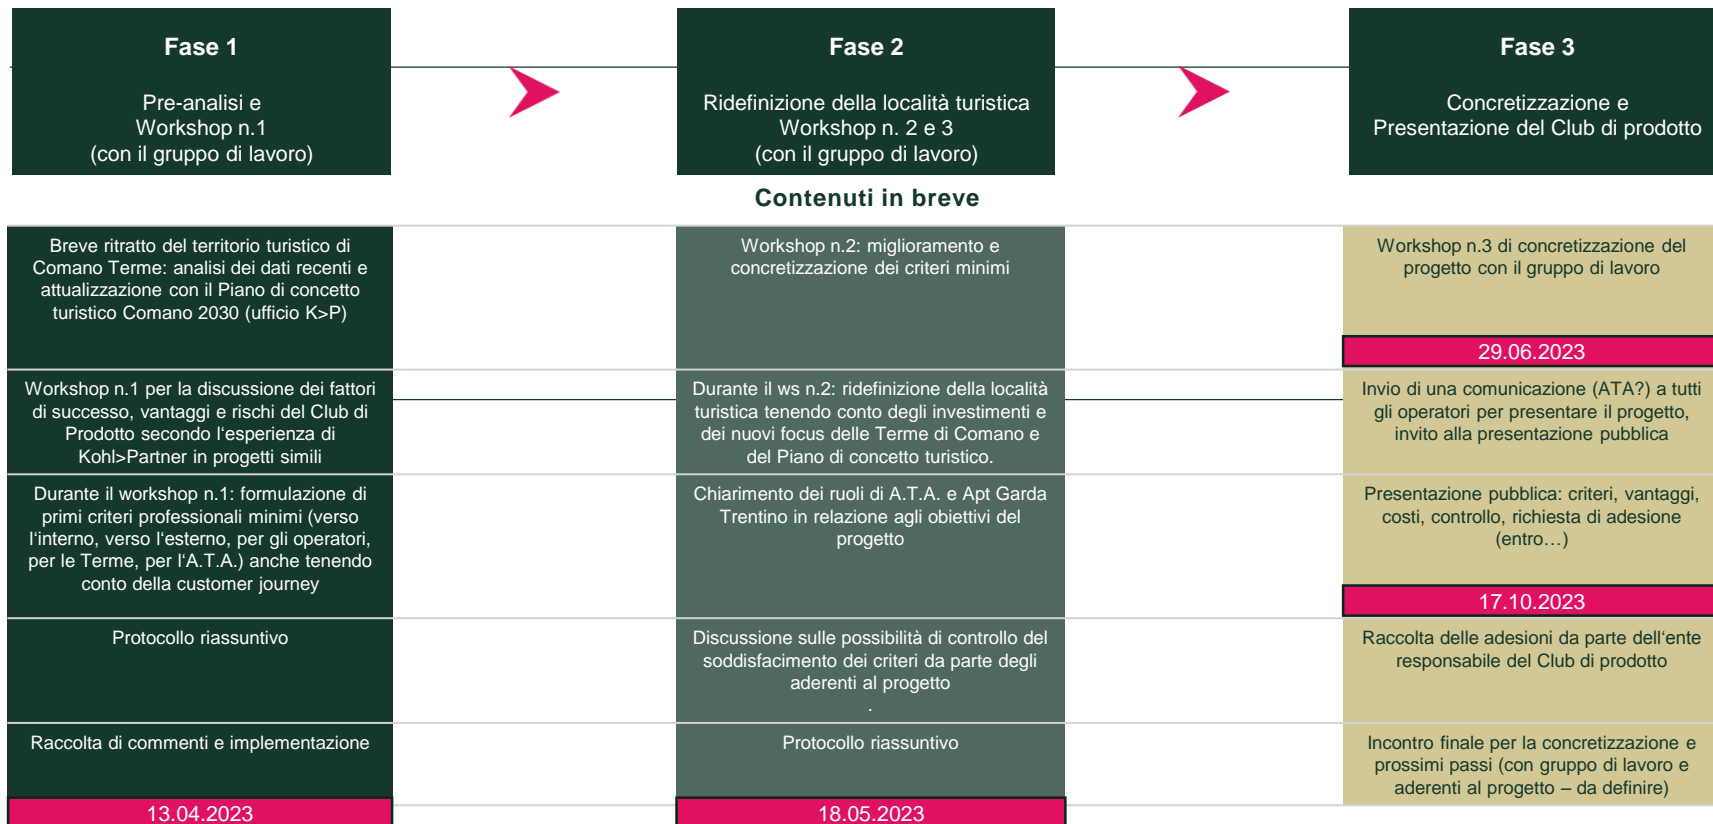 Fase 1
Pre-analisi e
Workshop n.1
(con il gruppo di lavoro)
Fase 2
Ridefinizione della località turistica
Workshop n. 2 e 3
(con il gruppo di lavoro)
Fase 3
Concretizzazione e
Presentazione del Club di prodotto
Contenuti in breve
Breve ritratto del territorio turistico di
Comano Terme: analisi dei dati recenti e
attualizzazione con il Piano di concetto
turistico Comano 2030 (ufficio K>P)
Workshop n.1 per la discussione dei fattori
di successo, vantaggi e rischi del Club di
Prodotto secondo l‘esperienza di
Kohl>Partner in progetti simili
Durante il workshop n.1: formulazione di
primi criteri professionali minimi (verso
l‘interno, verso l‘esterno, per gli operatori,
per le Terme, per l‘A.T.A.) anche tenendo
conto della customer journey
Protocollo riassuntivo
Raccolta di commenti e implementazione
13.04.2023
Workshop n.2: miglioramento e
concretizzazione dei criteri minimi
Durante il ws n.2: ridefinizione della località
turistica tenendo conto degli investimenti e
dei nuovi focus delle Terme di Comano e
del Piano di concetto turistico.
Chiarimento dei ruoli di A.T.A. e Apt Garda
Trentino in relazione agli obiettivi del
progetto
Discussione sulle possibilità di controllo del
soddisfacimento dei criteri da parte degli
aderenti al progetto
.
Protocollo riassuntivo
18.05.2023
Workshop n.3 di concretizzazione del
progetto con il gruppo di lavoro
29.06.2023
Invio di una comunicazione (ATA?) a tutti
gli operatori per presentare il progetto,
invito alla presentazione pubblica
Presentazione pubblica: criteri, vantaggi,
costi, controllo, richiesta di adesione
(entro…)
17.10.2023
Raccolta delle adesioni da parte dell‘ente
responsabile del Club di prodotto
Incontro finale per la concretizzazione e
prossimi passi (con gruppo di lavoro e
aderenti al progetto – da definire)